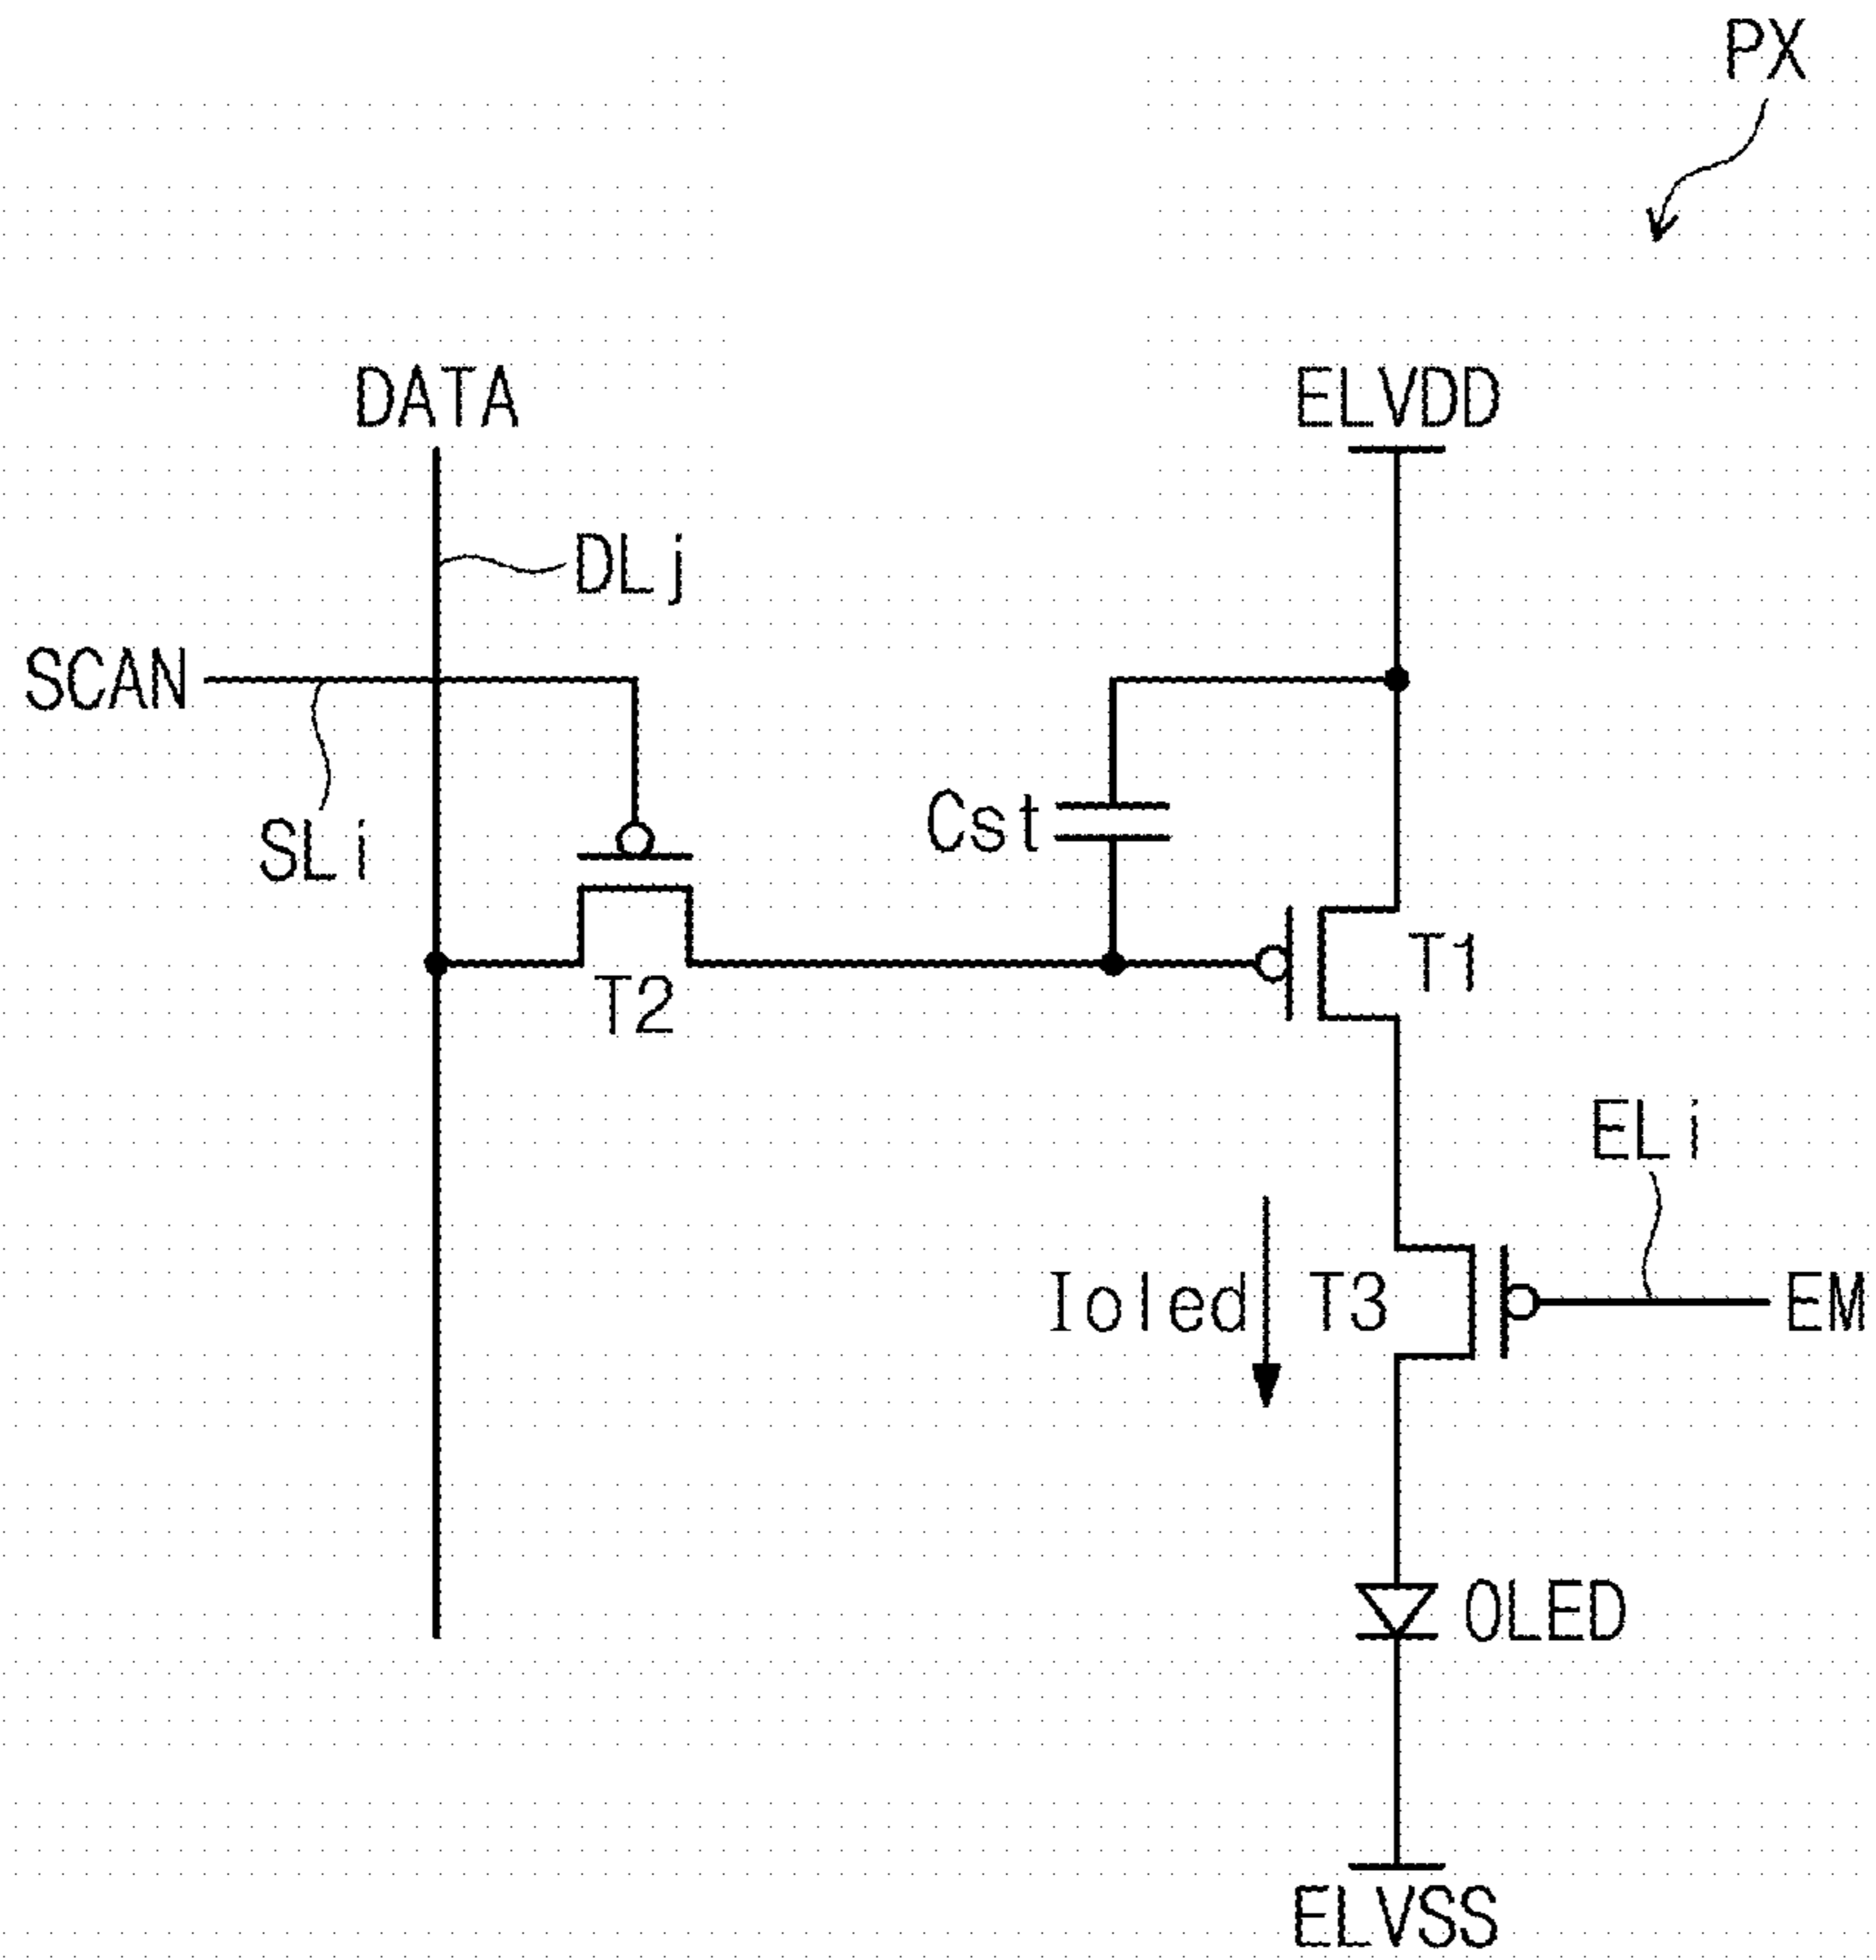 PX
DATA
ELVDD
DLj
SCAN
SLi
Cst
T1
T2
ELi
Ioled
T3
EM
OLED
ELVSS